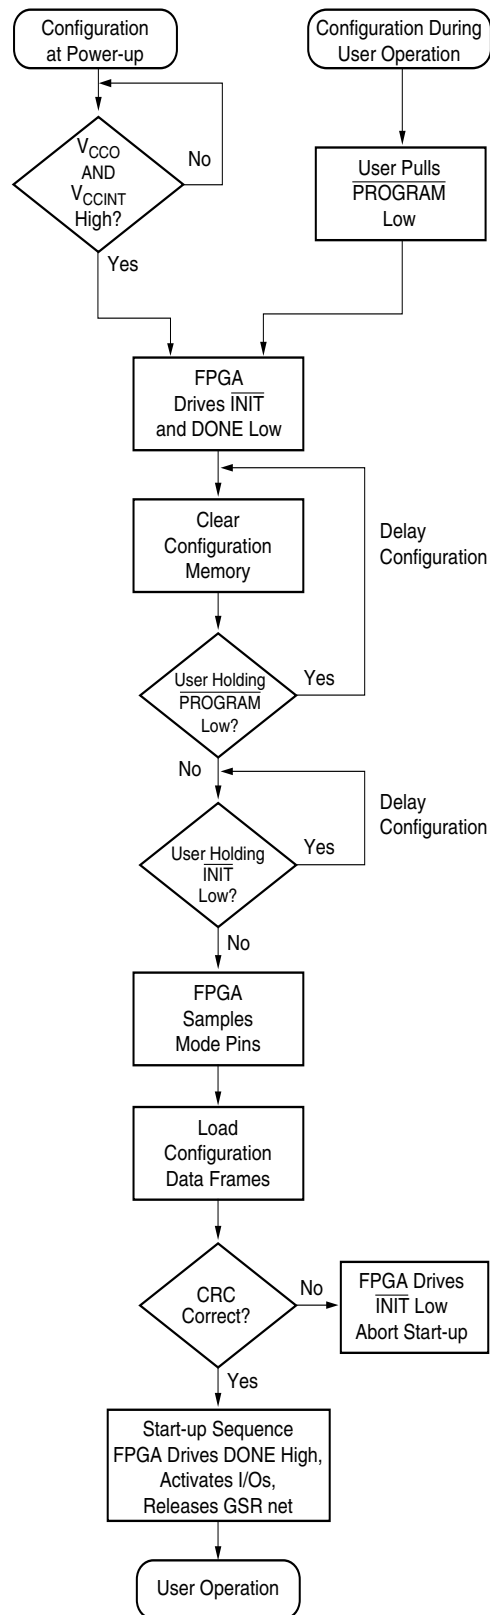 Configuration
at Power-up
Configuration During
User Operation
VCCO
AND
VCCINT
High?
No
Yes
User Pulls
PROGRAM
Low
FPGA
Drives INIT
and DONE Low
Clear
Configuration
Memory
Delay
Configuration
User Holding
PROGRAM
Low?
Yes
No
User Holding
INIT
Low?
Yes
Delay
Configuration
No
FPGA
Samples
Mode Pins
Load
Configuration
Data Frames
CRC
Correct?
No
FPGA Drives
INIT Low
Abort Start-up
Yes
Start-up Sequence
FPGA Drives DONE High,
Activates I/Os,
Releases GSR net
User Operation